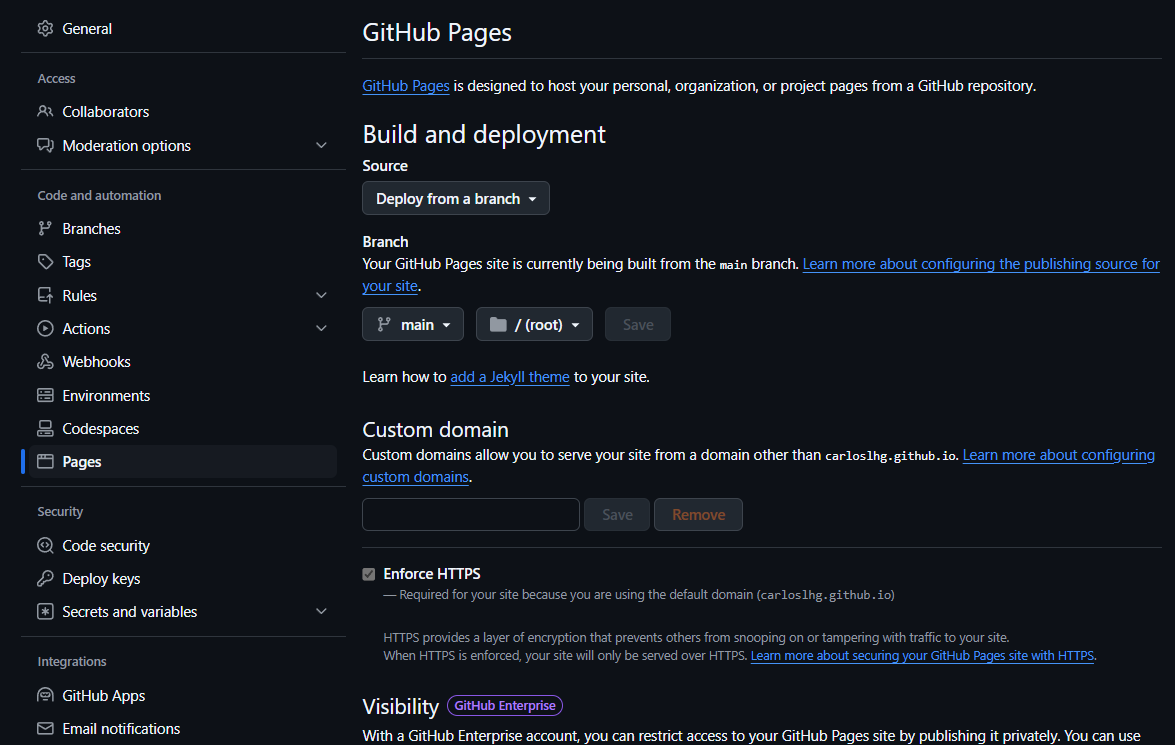 General
Access
Collaborators
Moderation options
Code and automation
Branches
Tags
Rules
Actions
Webhooks
Environments
Codespaces
Pages
Security
Code security
Deploy keys
Secrets and variables
Integrations
GitHub Apps
Email notifications
GitHub Pages
GitHub Pages is designed to host your personal, organization, or project pages from a GitHub repository.
Build and deployment
Source
Deploy from a branch
Branch
Your GitHub Pages site is currently being built from the main branch. Learn more about configuring the publishing source for
your site.
main / (root) Save
Learn how to add a Jekyll theme to your site.
Custom domain
Custom domains allow you to serve your site from a domain other than carloslhg.github.io. Learn more about configuring
custom domains.
Save Remove
Enforce HTTPS
— Required for your site because you are using the default domain (carloslhg.github.io)
HTTPS provides a layer of encryption that prevents others from snooping on or tampering with traffic to your site.
When HTTPS is enforced, your site will only be served over HTTPS. Learn more about securing your GitHub Pages site with HTTPS.
Visibility GitHub Enterprise
With a GitHub Enterprise account, you can restrict access to your GitHub Pages site by publishing it privately. You can use